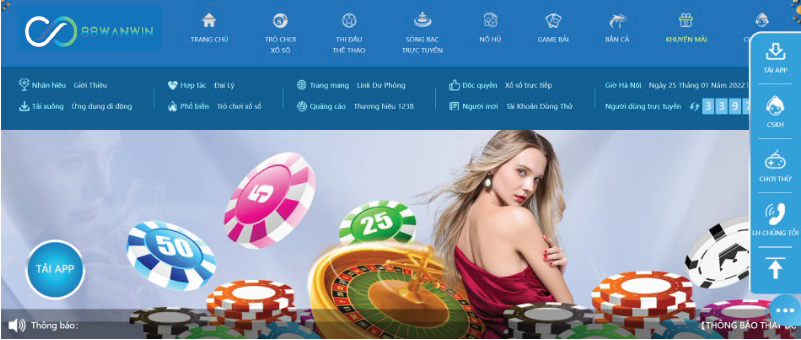 88WANWIN
TRANG CHỦ
TRÒ CHƠI
XỔ SỐ
THI ĐẤU
THỂ THAO
SÒNG BẠC
TRỰC TUYẾN
NỔ HŨ
GAME BÀI
BẮN CÁ
KHUYẾN MÃI
Nhãn hiệu Giới Thiệu
Hợp tác Đại Lý
Trang mạng Link Dự Phòng
Độc quyền Xổ số trực tiếp
Giờ Hà Nội Ngày 25 Tháng 01 Năm 2022
Tải xuống Ứng dụng di động
Phổ biến Trò chơi xổ số
Quảng cáo Thương hiệu 1238
Người mới Tài Khoản Dùng Thử
Người dùng trực tuyến 3 3 9
TẢI APP
CSKH
CHƠI THỬ
LH CHÚNG TÔI
5
25
50
TẢI APP
Thông báo:
【THÔNG BÁO THAY